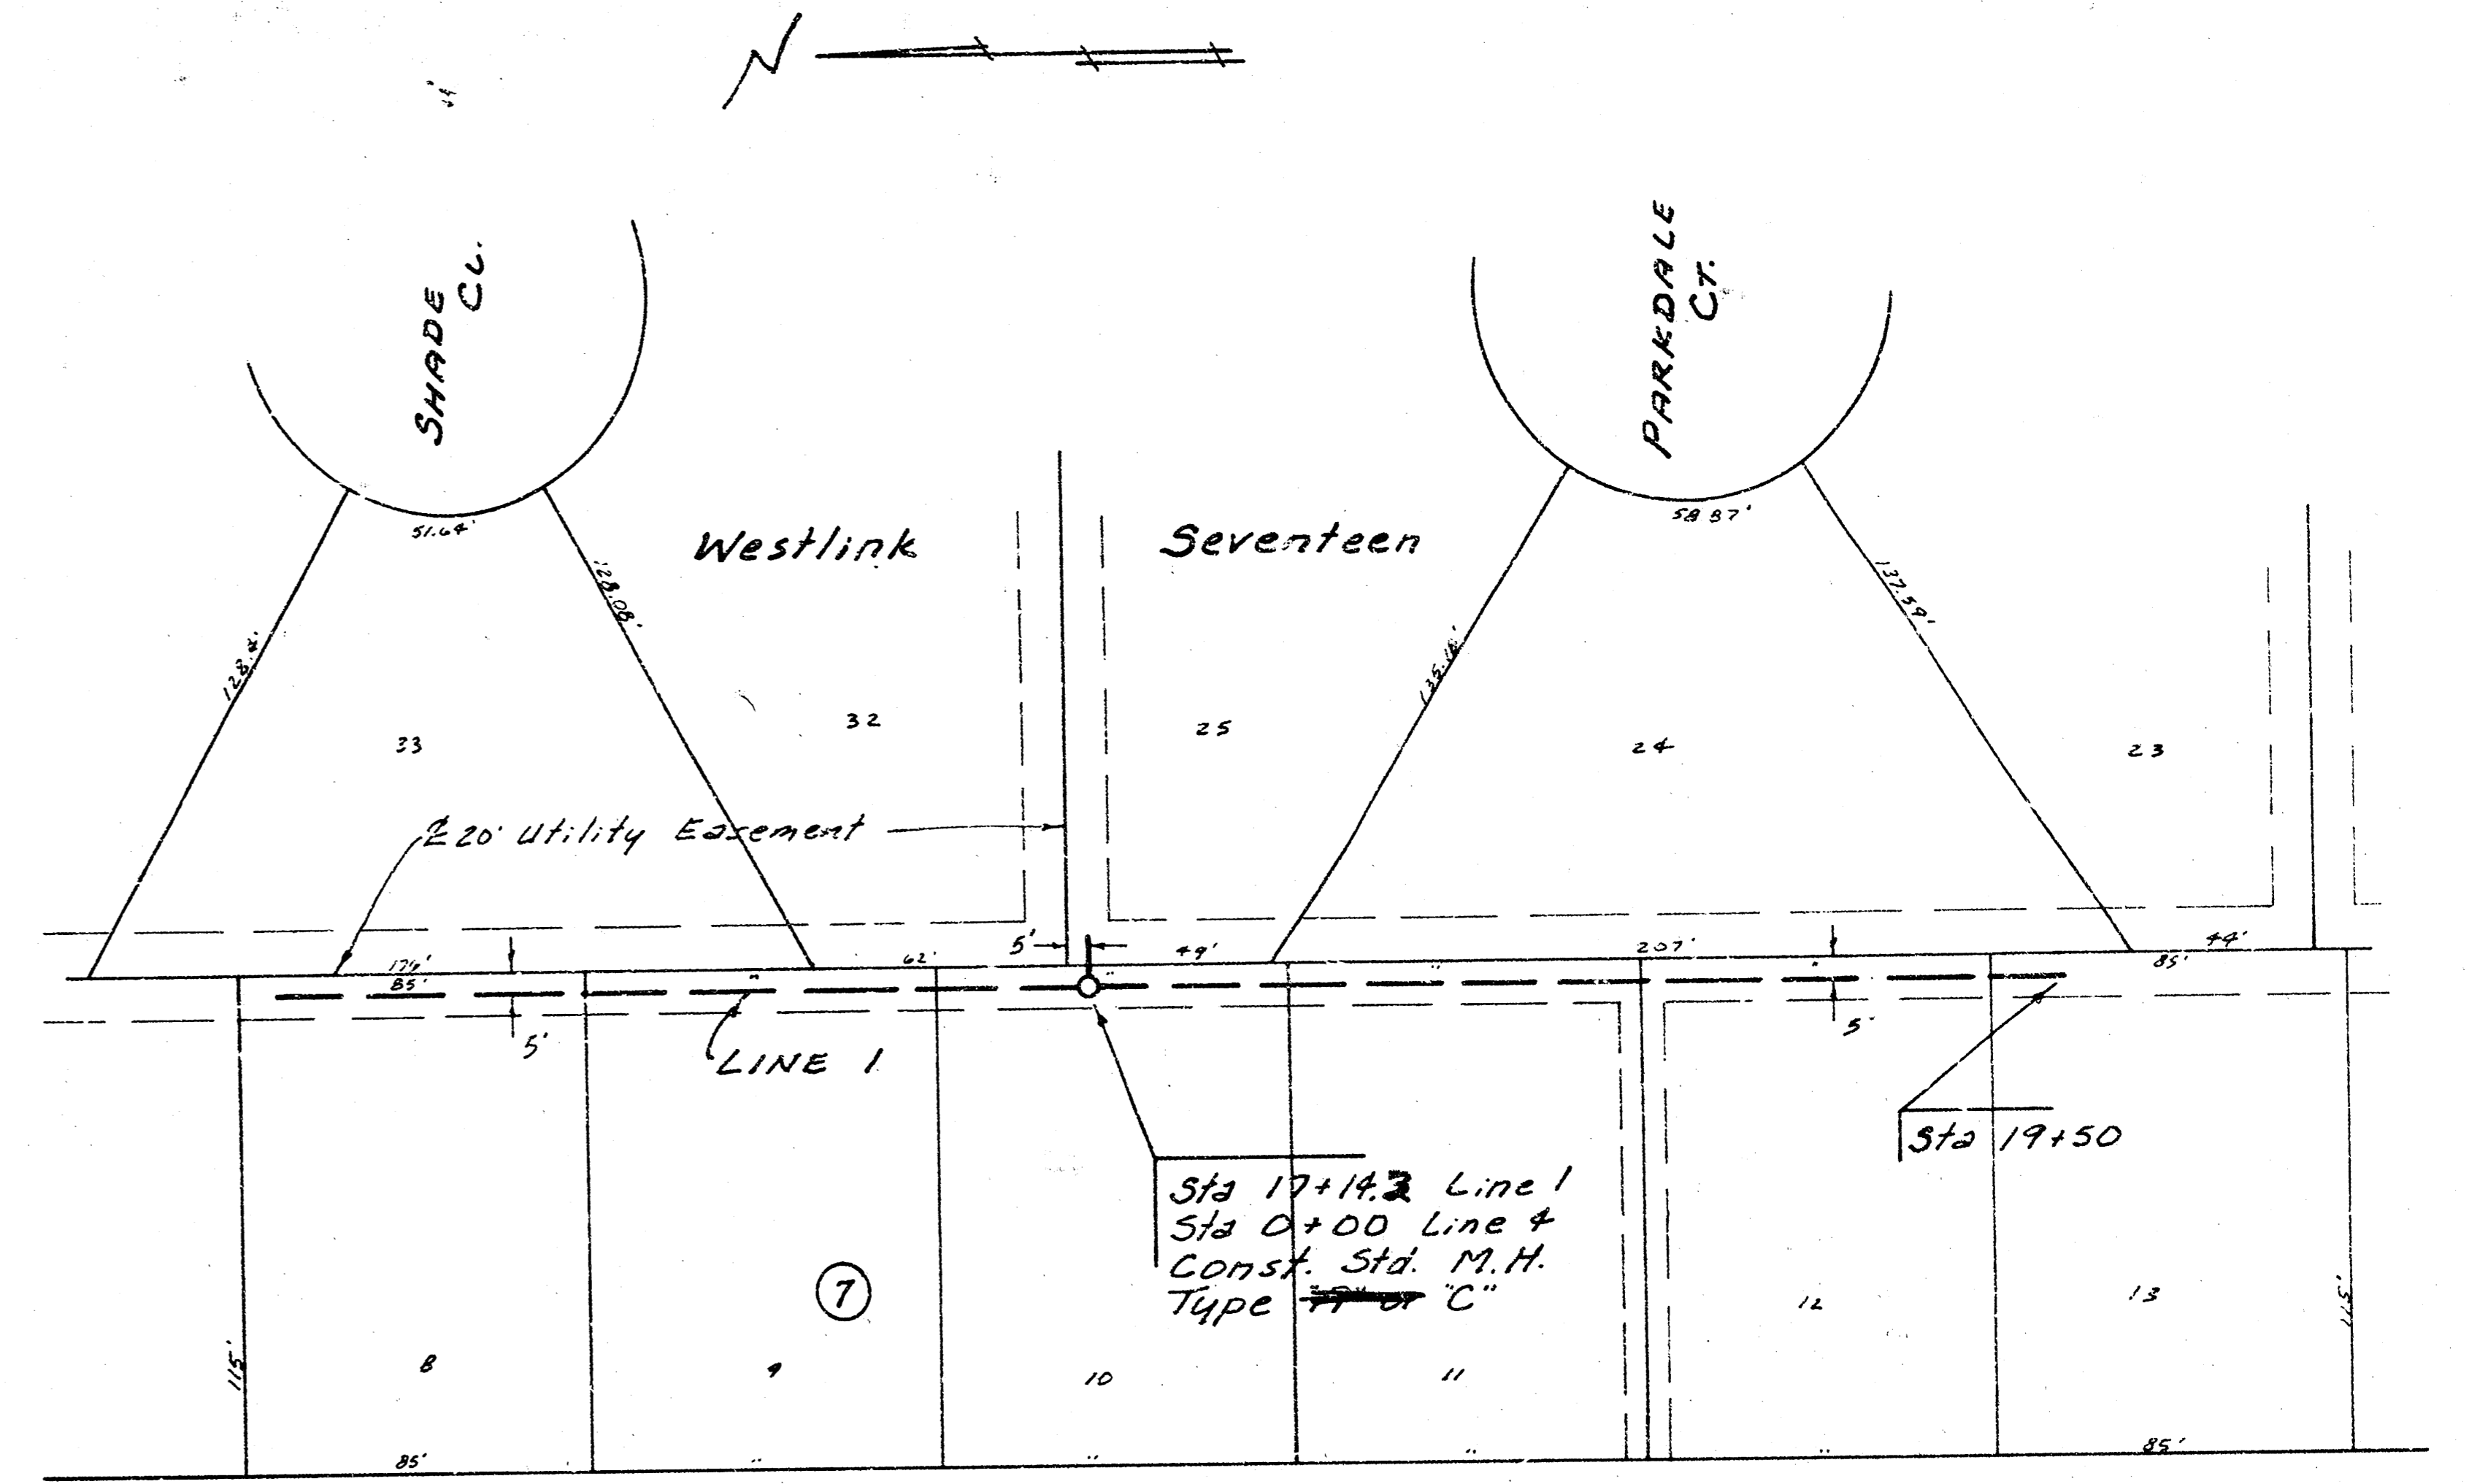 N
SHADE
Ct.
PARKDALE
CT.
51.64'
58.87'
Westlink Seventeen
128.08'
137.59'
33
32
25
24
23
℄ 20' Utility Easement
5'
49'
62'
207'
44'
85'
85'
5'
5'
LINE 1
Sta 19+50
Sta 17+14.3 Line 1
Sta 0+00 Line 4
Const. Std. M.H.
Type "C"
7
8
9
10
11
12
13
115'
115'
85'
"
"
"
"
85'